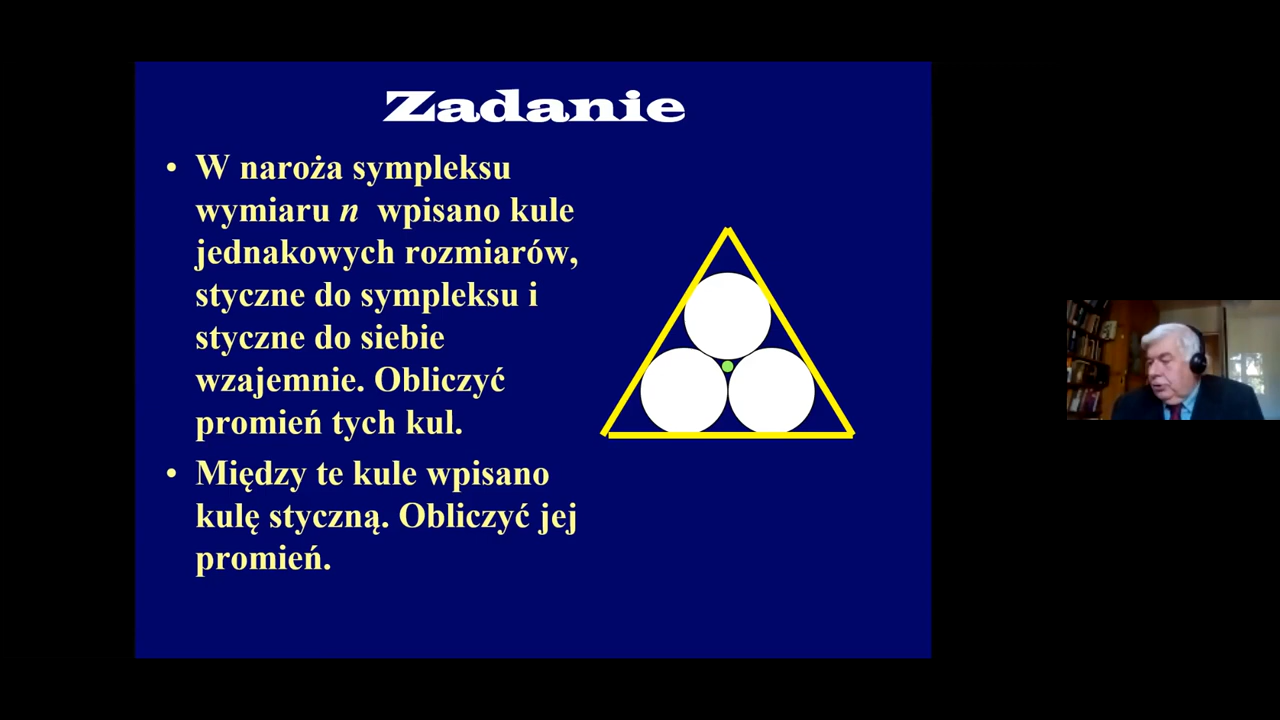 Zadanie
• W naroża sympleksu
wymiaru n wpisano kule
jednakowych rozmiarów,
styczne do sympleksu i
styczne do siebie
wzajemnie. Obliczyć
promień tych kul.
• Między te kule wpisano
kulę styczną. Obliczyć jej
promień.